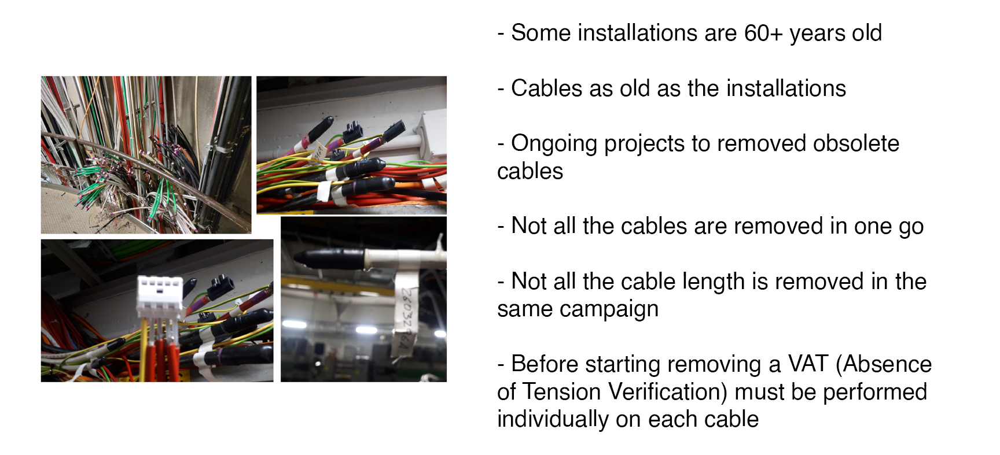 - Some installations are 60+ years old
- Cables as old as the installations
- Ongoing projects to removed obsolete
cables
- Not all the cables are removed in one go
- Not all the cable length is removed in the
same campaign
- Before starting removing a VAT (Absence
of Tension Verification) must be performed
individually on each cable